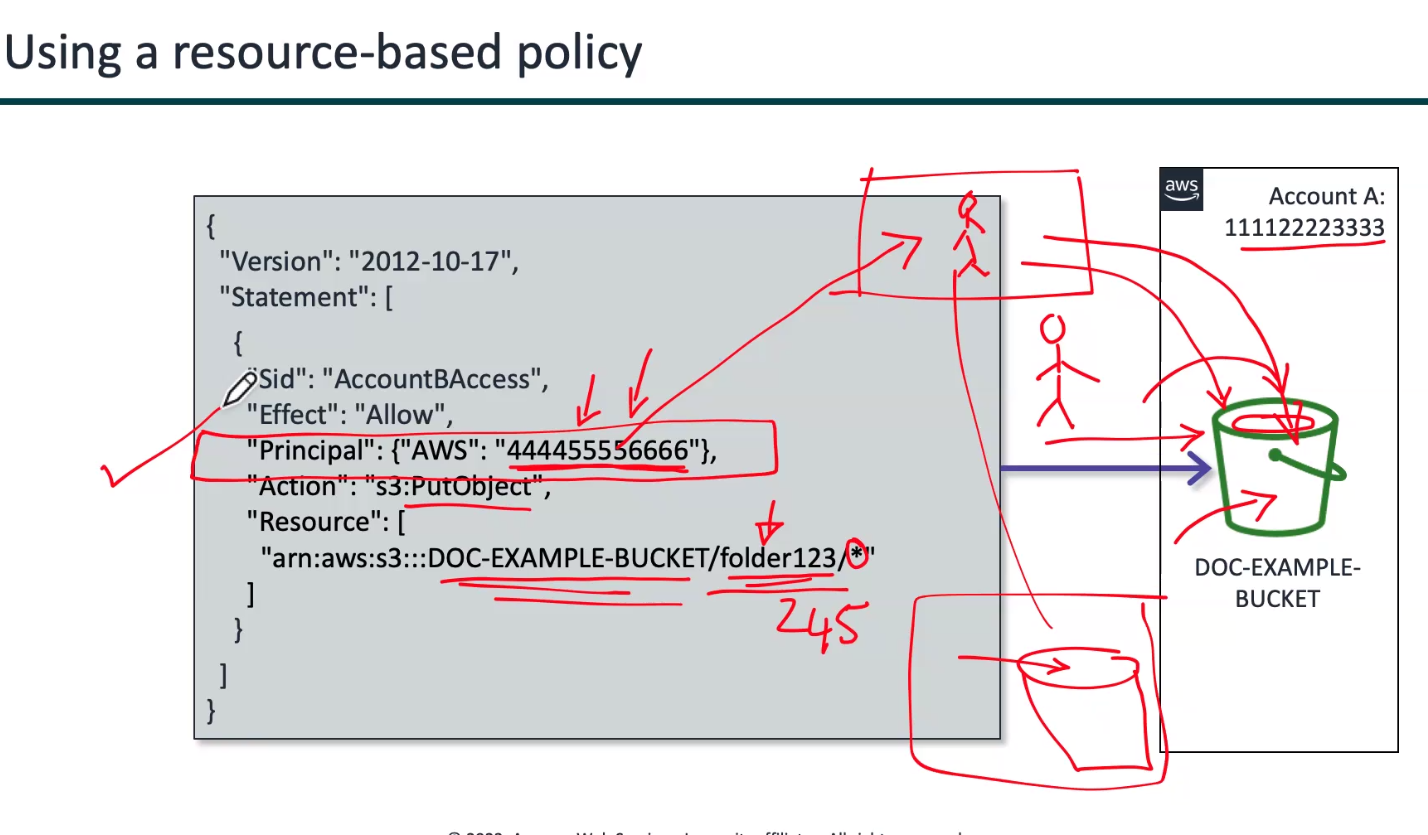 Using a resource-based policy
aws
Account A:
111122223333
{
"Version": "2012-10-17",
"Statement": [
{
"Sid": "AccountBAccess",
"Effect": "Allow",
"Principal": {"AWS": "444455556666"},
"Action": "s3:PutObject",
"Resource": [
"arn:aws:s3:::DOC-EXAMPLE-BUCKET/folder123/*"
]
}
]
}
245
DOC-EXAMPLE-
BUCKET